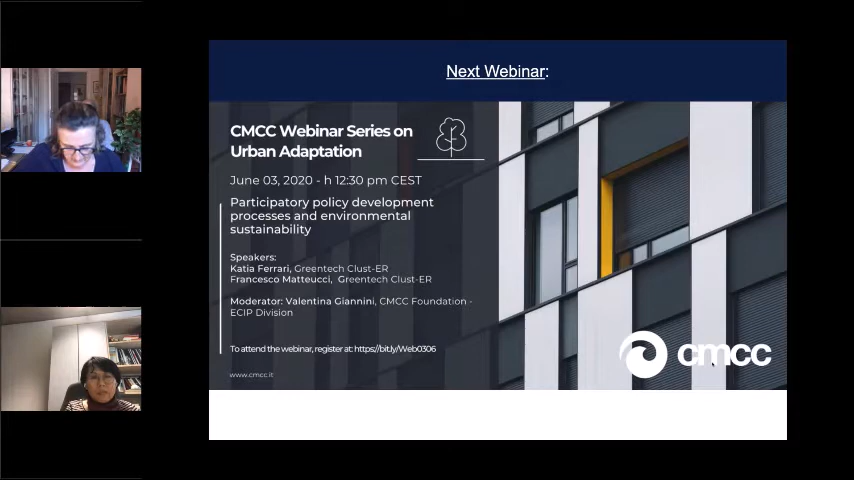 Next Webinar:
CMCC Webinar Series on
Urban Adaptation
June 03, 2020 - h 12:30 pm CEST
Participatory policy development
processes and environmental
sustainability
Speakers:
Katia Ferrari, Greentech Clust-ER
Francesco Matteucci, Greentech Clust-ER
Moderator: Valentina Giannini, CMCC Foundation -
ECIP Division
To attend the webinar, register at: https://bit.ly/Web0306
www.cmcc.it
cmcc